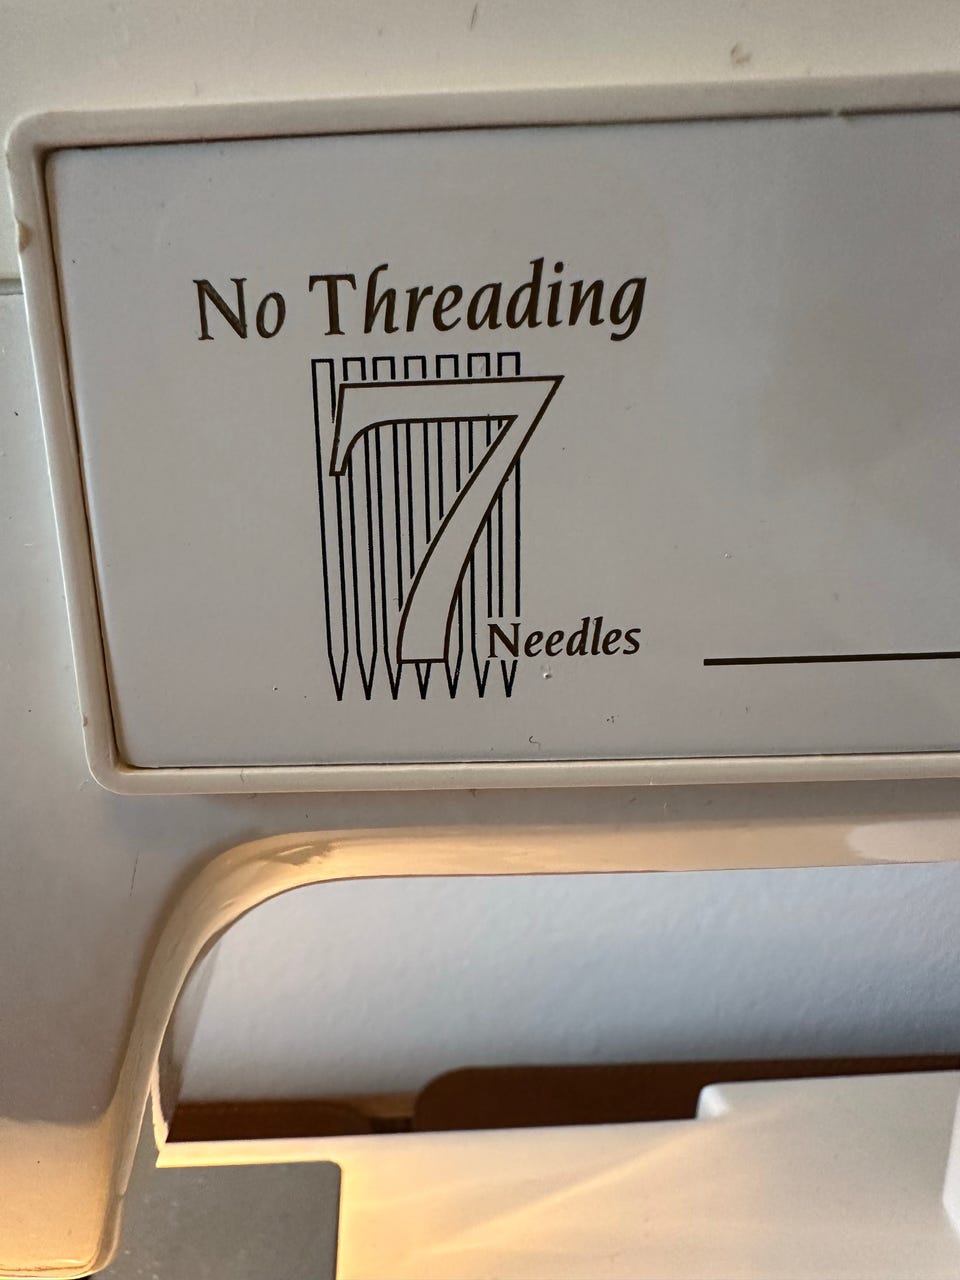 No Threading
7
Needles